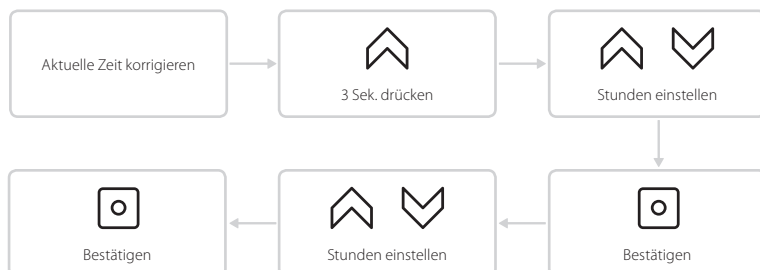 Aktuelle Zeit korrigieren
3 Sek. drücken
Stunden einstellen
Bestätigen
Stunden einstellen
Bestätigen